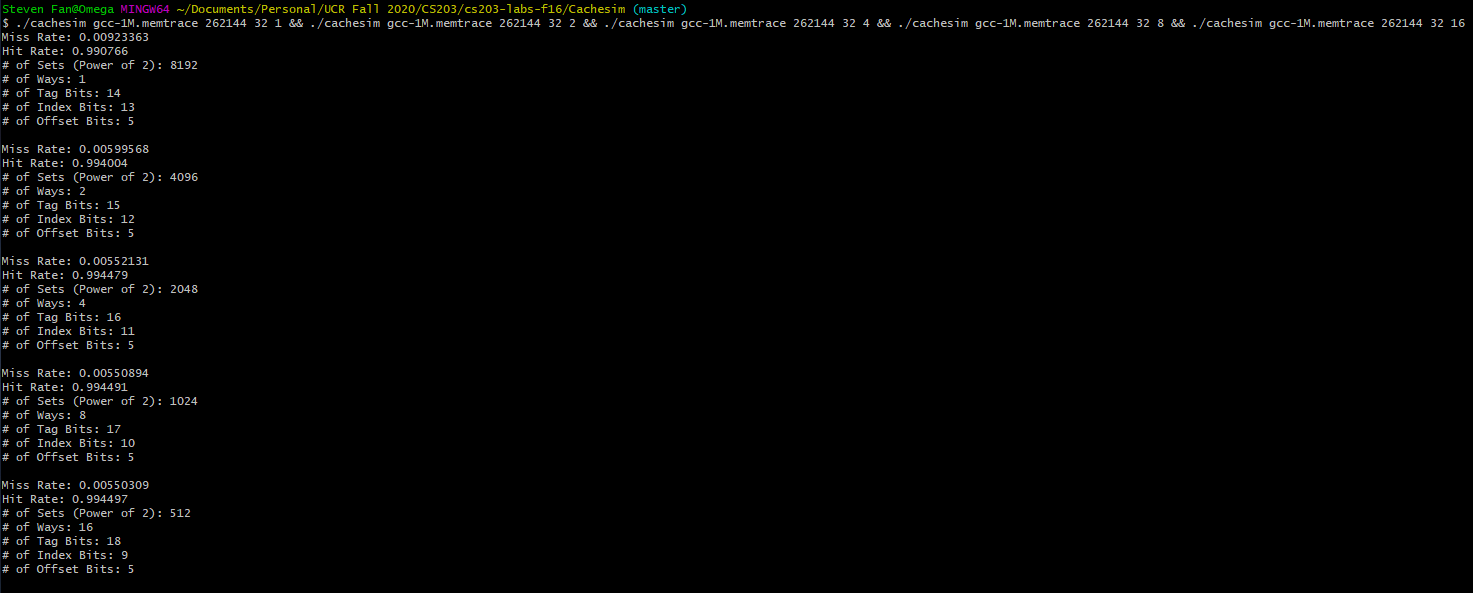 Steven Fan@Omega MINGW64 ~/Documents/Personal/UCR Fall 2020/CS203/cs203-labs-f16/Cachesim (master)
$ ./cachesim gcc-1M.memtrace 262144 32 1 && ./cachesim gcc-1M.memtrace 262144 32 2 && ./cachesim gcc-1M.memtrace 262144 32 4 && ./cachesim gcc-1M.memtrace 262144 32 8 && ./cachesim gcc-1M.memtrace 262144 32 16
Miss Rate: 0.00923363
Hit Rate: 0.990766
# of Sets (Power of 2): 8192
# of Ways: 1
# of Tag Bits: 14
# of Index Bits: 13
# of Offset Bits: 5
Miss Rate: 0.00599568
Hit Rate: 0.994004
# of Sets (Power of 2): 4096
# of Ways: 2
# of Tag Bits: 15
# of Index Bits: 12
# of Offset Bits: 5
Miss Rate: 0.00552131
Hit Rate: 0.994479
# of Sets (Power of 2): 2048
# of Ways: 4
# of Tag Bits: 16
# of Index Bits: 11
# of Offset Bits: 5
Miss Rate: 0.00550894
Hit Rate: 0.994491
# of Sets (Power of 2): 1024
# of Ways: 8
# of Tag Bits: 17
# of Index Bits: 10
# of Offset Bits: 5
Miss Rate: 0.00550309
Hit Rate: 0.994497
# of Sets (Power of 2): 512
# of Ways: 16
# of Tag Bits: 18
# of Index Bits: 9
# of Offset Bits: 5